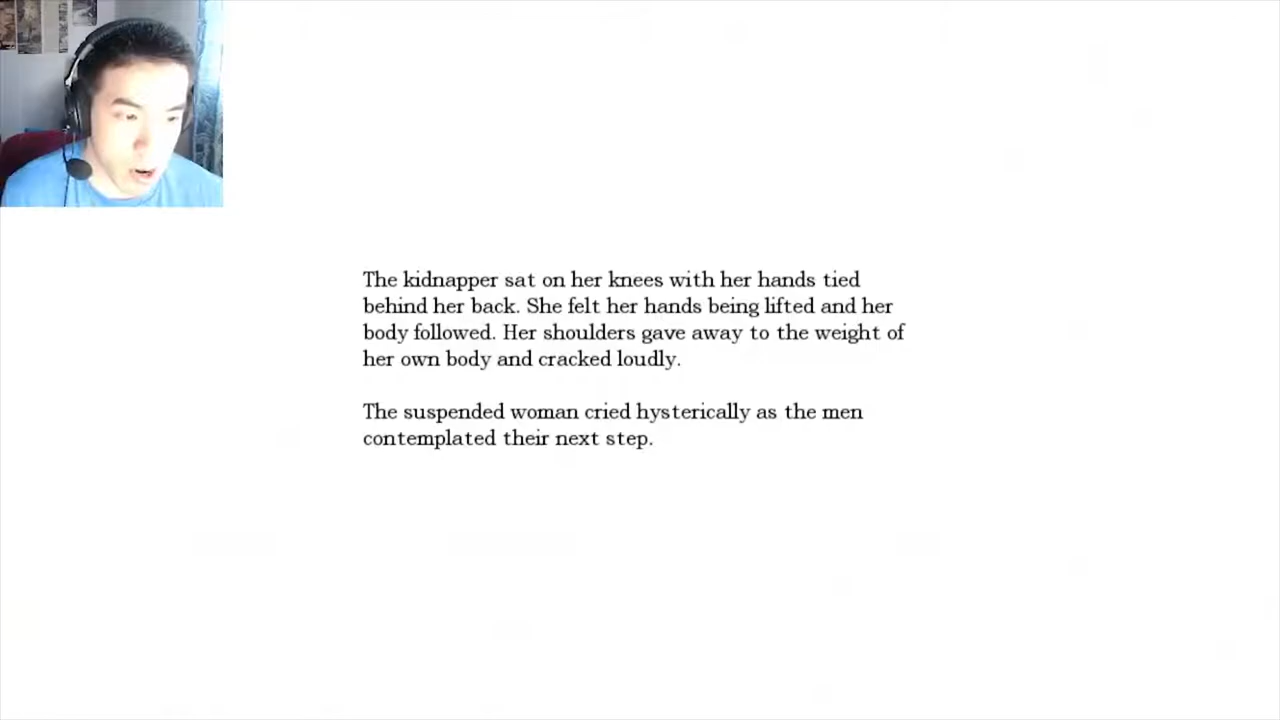 The kidnapper sat on her knees with her hands tied
behind her back. She felt her hands being lifted and her
body followed. Her shoulders gave away to the weight of
her own body and cracked loudly.
The suspended woman cried hysterically as the men
contemplated their next step.